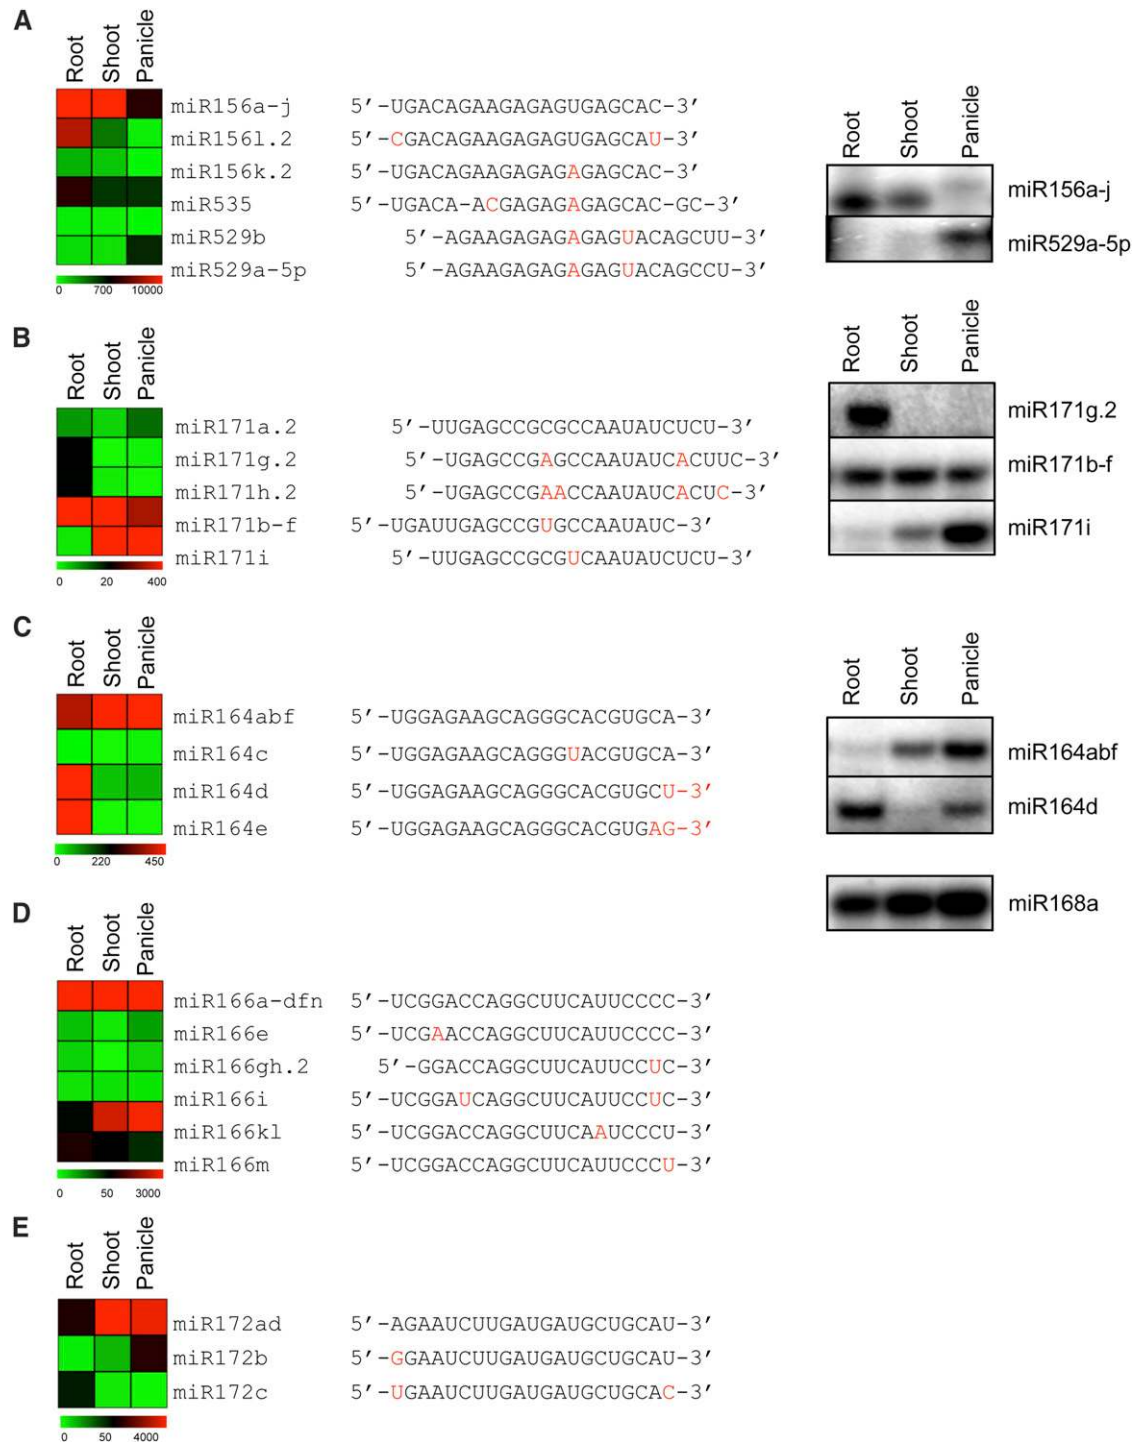 A
Root Shoot Panicle
miR156a-j 5′-UGACAGAAGAGAGUGAGCAC-3′
miR156l.2 5′-CGACAGAAGAGAGUGAGCAU-3′
miR156k.2 5′-UGACAGAAGAGAGAGAGCAC-3′
miR535 5′-UGACA-ACGAGAGAGAGCAC-GC-3′
miR529b 5′-AGAAGAGAGAGAGUACAGCUU-3′
miR529a-5p 5′-AGAAGAGAGAGAGUACAGCCU-3′
0 700 10000
Root Shoot Panicle
miR156a-j
miR529a-5p
B
Root Shoot Panicle
miR171a.2 5′-UUGAGCCGCGCCAAUAUCUCU-3′
miR171g.2 5′-UGAGCCGAGCCAAUAUCACUUC-3′
miR171h.2 5′-UGAGCCGAACCAAUAUCACUC-3′
miR171b-f 5′-UGAUUGAGCCGUGCCAAUAUC-3′
miR171i 5′-UUGAGCCGCGUCAAUAUCUCU-3′
0 20 400
Root Shoot Panicle
miR171g.2
miR171b-f
miR171i
C
Root Shoot Panicle
miR164abf 5′-UGGAGAAGCAGGGCACGUGCA-3′
miR164c 5′-UGGAGAAGCAGGGUACGUGCA-3′
miR164d 5′-UGGAGAAGCAGGGCACGUGCU-3′
miR164e 5′-UGGAGAAGCAGGGCACGUGAG-3′
0 220 450
Root Shoot Panicle
miR164abf
miR164d
miR168a
D
Root Shoot Panicle
miR166a-dfn 5′-UCGGACCAGGCUUCAUUCCCC-3′
miR166e 5′-UCGAACCAGGCUUCAUUCCCC-3′
miR166gh.2 5′-GGACCAGGCUUCAUUCCUC-3′
miR166i 5′-UCGGAUCAGGCUUCAUUCCUC-3′
miR166kl 5′-UCGGACCAGGCUUCAAUCCCU-3′
miR166m 5′-UCGGACCAGGCUUCAUUCCCU-3′
0 50 3000
E
Root Shoot Panicle
miR172ad 5′-AGAAUCUUGAUGAUGCUGCAU-3′
miR172b 5′-GGAAUCUUGAUGAUGCUGCAU-3′
miR172c 5′-UGAAUCUUGAUGAUGCUGCAC-3′
0 50 4000